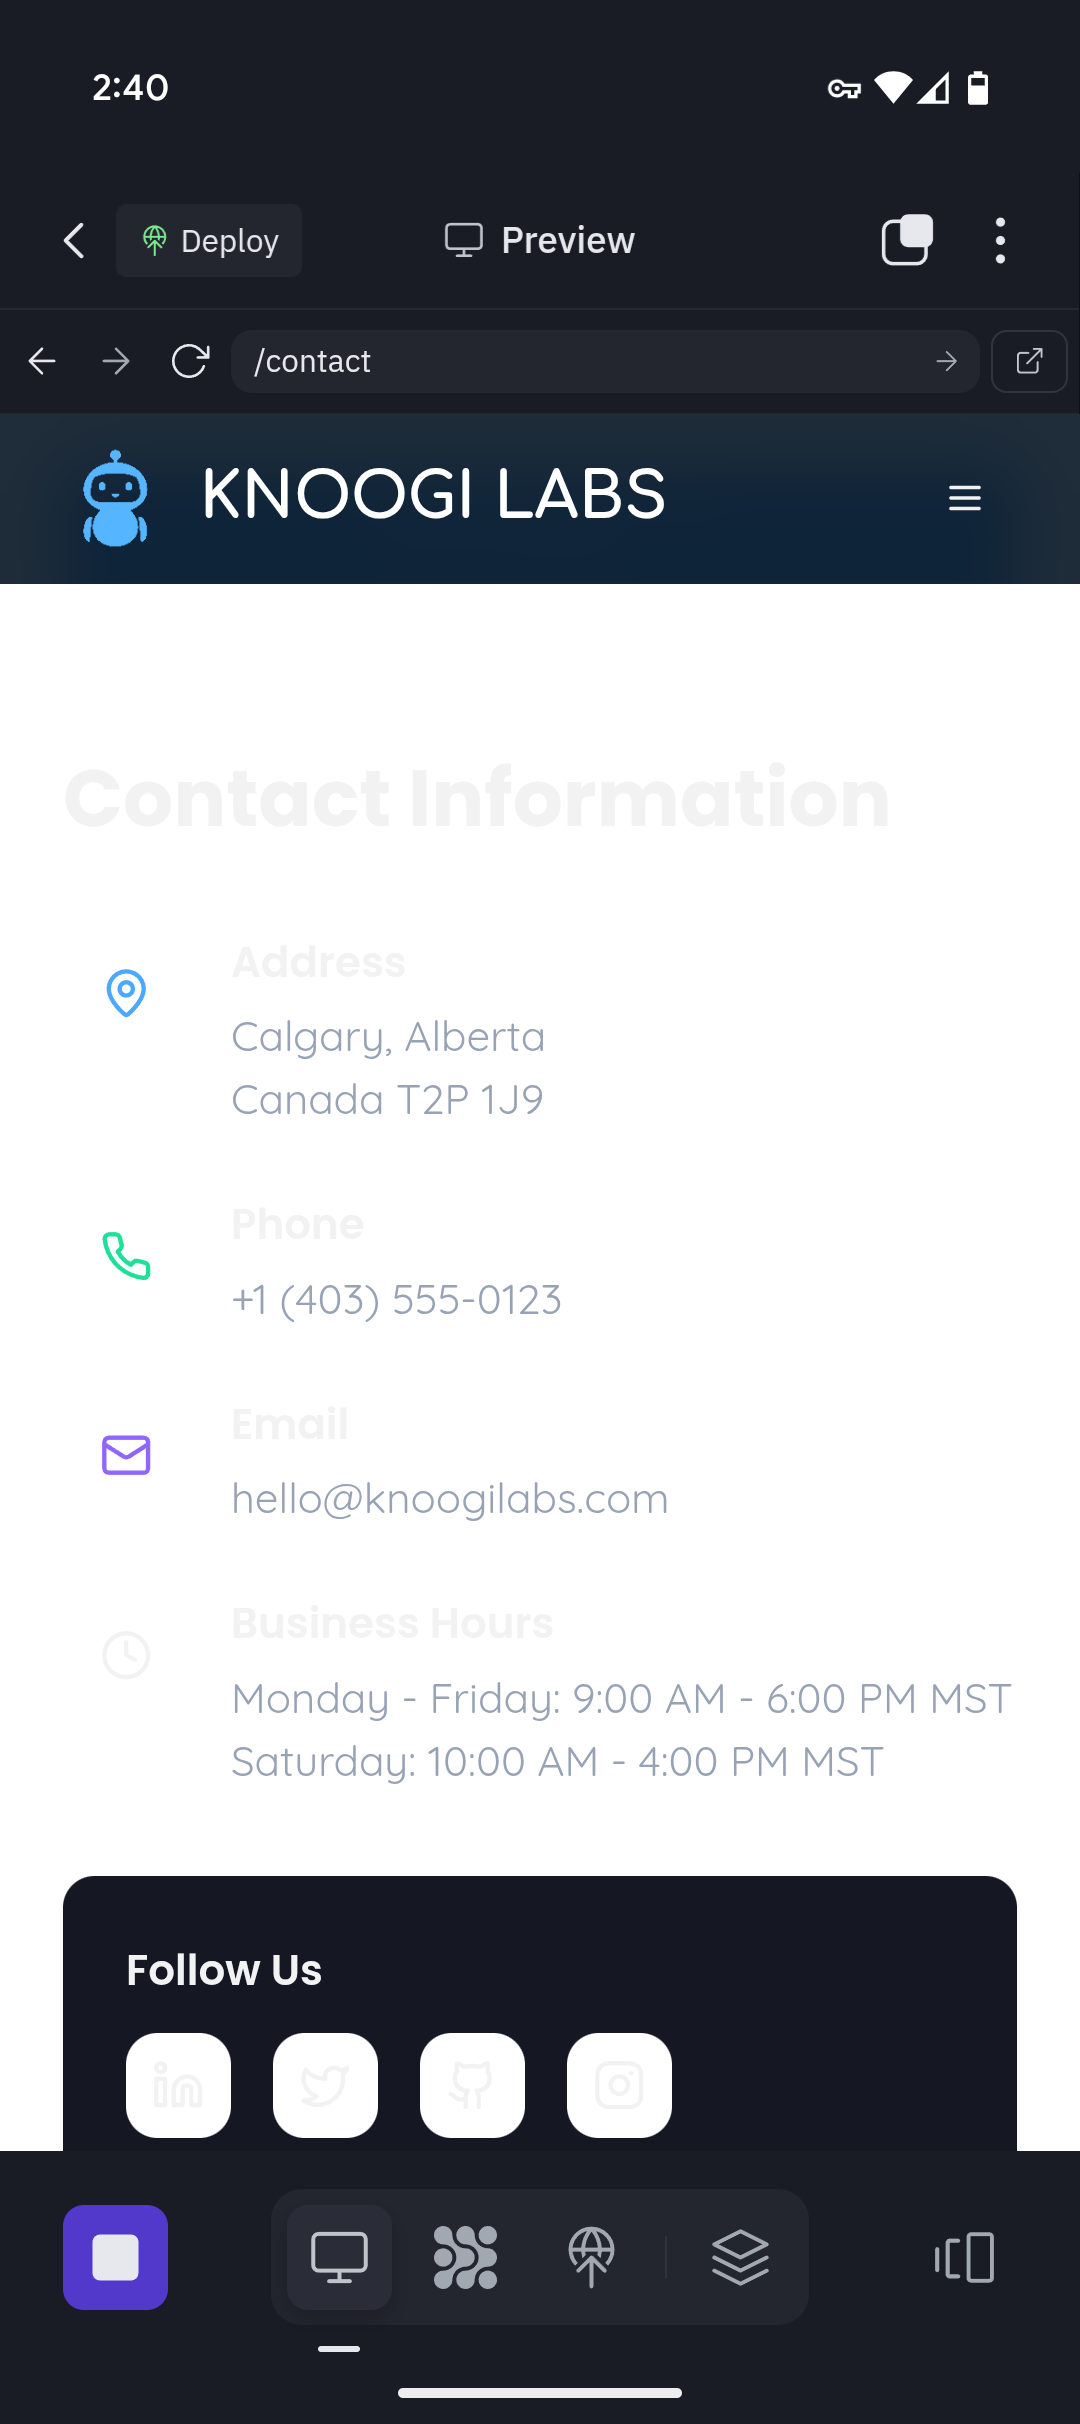 2:40
Deploy
Preview
/contact
KNOOGI LABS
Contact Information
Address
Calgary, Alberta
Canada T2P 1J9
Phone
+1 (403) 555-0123
Email
hello@knoogilabs.com
Business Hours
Monday - Friday: 9:00 AM - 6:00 PM MST
Saturday: 10:00 AM - 4:00 PM MST
Follow Us